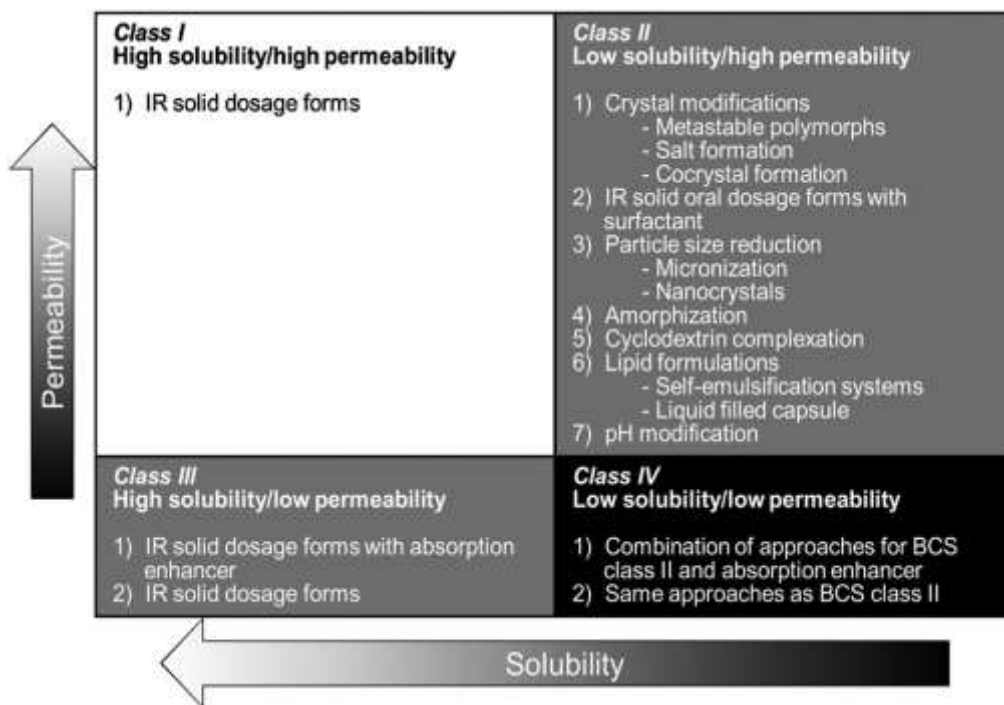 Class I
High solubility/high permeability
1) IR solid dosage forms
Class II
Low solubility/high permeability
1) Crystal modifications
- Metastable polymorphs
- Salt formation
- Cocrystal formation
2) IR solid oral dosage forms with
surfactant
3) Particle size reduction
- Micronization
- Nanocrystals
4) Amorphization
5) Cyclodextrin complexation
6) Lipid formulations
- Self-emulsification systems
- Liquid filled capsule
7) pH modification
Permeability
Class III
High solubility/low permeability
1) IR solid dosage forms with absorption
enhancer
2) IR solid dosage forms
Class IV
Low solubility/low permeability
1) Combination of approaches for BCS
class II and absorption enhancer
2) Same approaches as BCS class II
Solubility